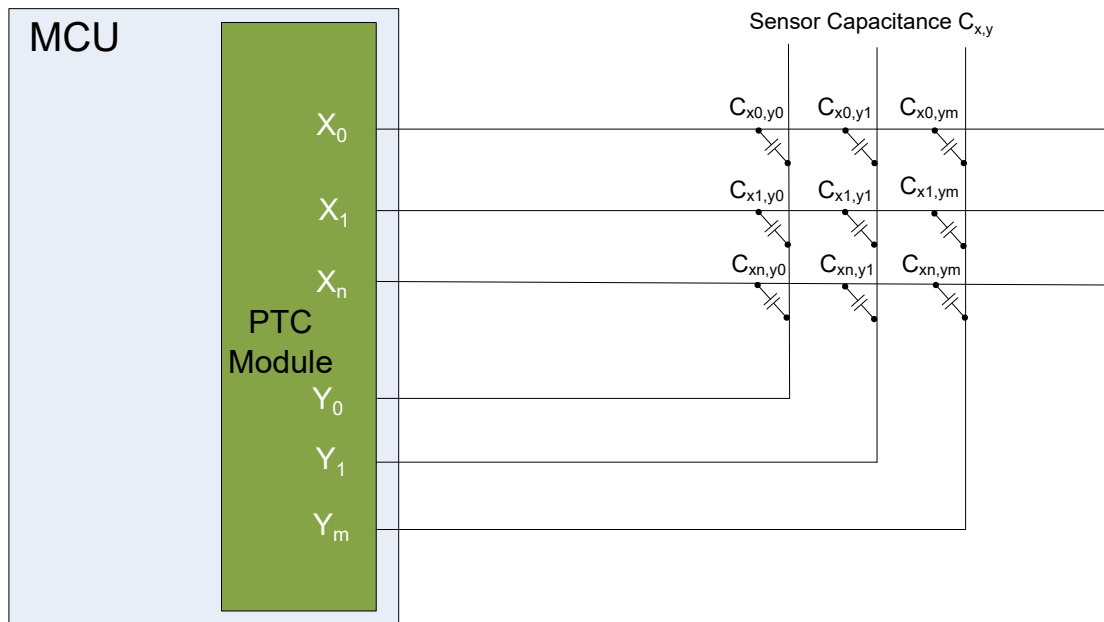 MCU
Sensor Capacitance Cx,y
Cx0,y0 Cx0,y1 Cx0,ym
X0
Cx1,y0 Cx1,y1 Cx1,ym
X1
Cxn,y0 Cxn,y1 Cxn,ym
Xn
PTC
Module
Y0
Y1
Ym